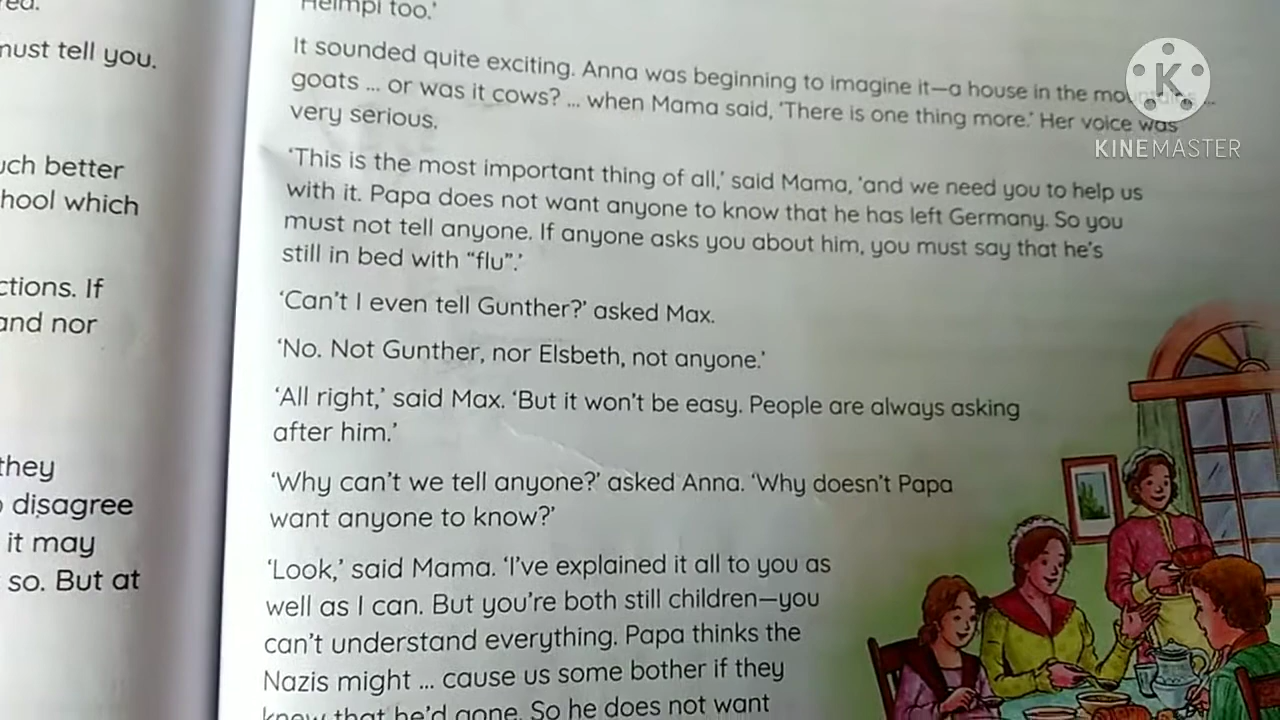 red.
must tell you.
uch better
hool which
ctions. If
and nor
they
disagree
it may
so. But at
Heimpi too.'
It sounded quite exciting. Anna was beginning to imagine it—a house in the mountains ...
goats ... or was it cows? ... when Mama said, 'There is one thing more.' Her voice was
very serious.
'This is the most important thing of all,' said Mama, 'and we need you to help us
with it. Papa does not want anyone to know that he has left Germany. So you
must not tell anyone. If anyone asks you about him, you must say that he's
still in bed with “flu”.'
'Can't I even tell Gunther?' asked Max.
'No. Not Gunther, nor Elsbeth, not anyone.'
'All right,' said Max. 'But it won't be easy. People are always asking
after him.'
'Why can't we tell anyone?' asked Anna. 'Why doesn't Papa
want anyone to know?'
'Look,' said Mama. 'I've explained it all to you as
well as I can. But you're both still children—you
can't understand everything. Papa thinks the
Nazis might ... cause us some bother if they
know that he'd gone. So he does not want
K
KINEMASTER